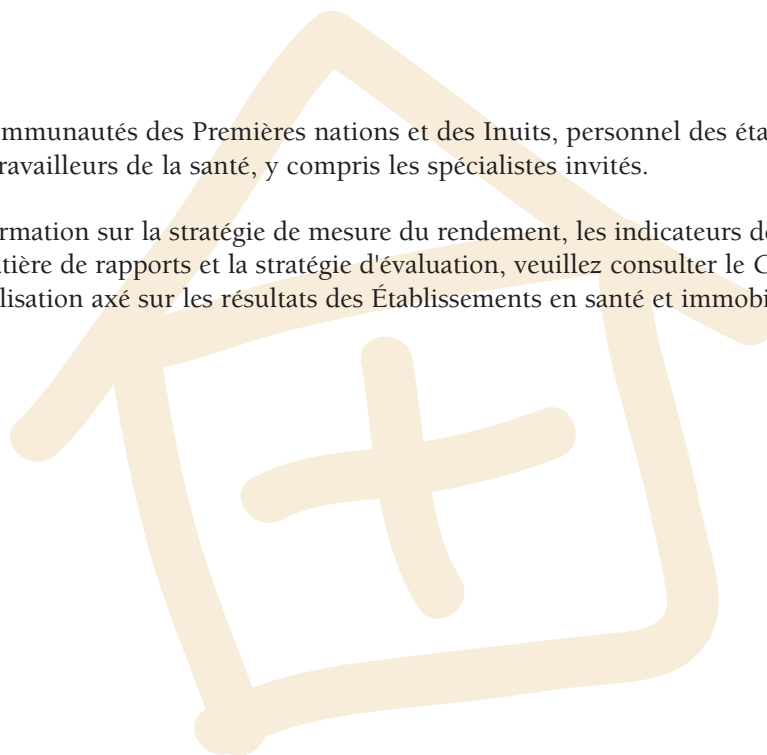 ommunautés des Premières nations et des Inuits, personnel des éta
ravailleurs de la santé, y compris les spécialistes invités.
rmation sur la stratégie de mesure du rendement, les indicateurs d
tière de rapports et la stratégie d'évaluation, veuillez consulter le C
lisation axé sur les résultats des Établissements en santé et immobi